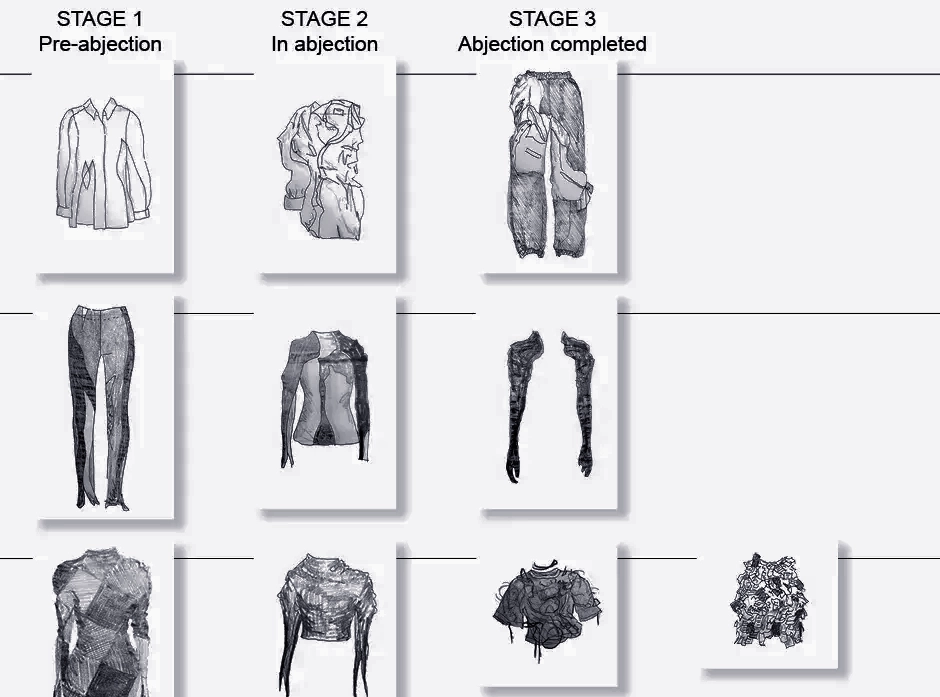 STAGE 1
Pre-abjection
STAGE 2
In abjection
STAGE 3
Abjection completed